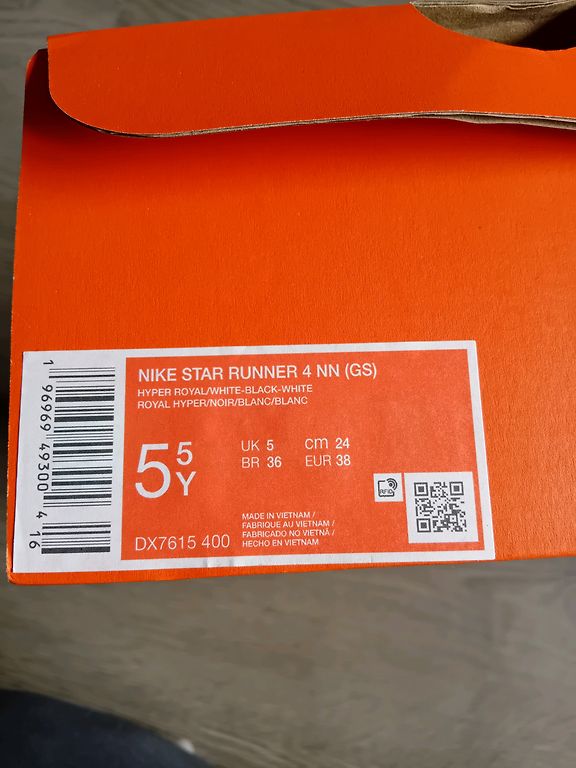 NIKE STAR RUNNER 4 NN (GS)
HYPER ROYAL/WHITE-BLACK-WHITE
ROYAL HYPER/NOIR/BLANC/BLANC
5 5 Y
UK 5 cm 24
BR 36 EUR 38
RFID
DX7615 400
MADE IN VIETNAM /
FABRIQUE AU VIETNAM /
FABRICADO NO VIETNÃ /
HECHO EN VIETNAM
1 96969 49300 4 16